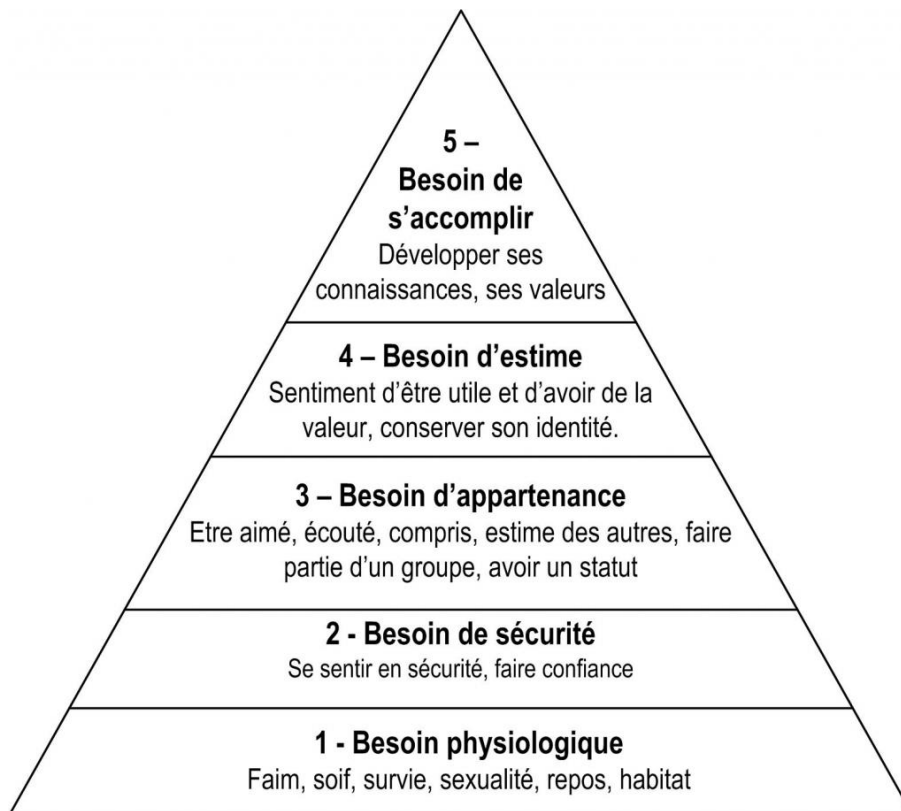 5 –
Besoin de
s’accomplir
Développer ses
connaissances, ses valeurs
4 – Besoin d’estime
Sentiment d’être utile et d’avoir de la
valeur, conserver son identité.
3 – Besoin d’appartenance
Etre aimé, écouté, compris, estime des autres, faire
partie d’un groupe, avoir un statut
2 - Besoin de sécurité
Se sentir en sécurité, faire confiance
1 - Besoin physiologique
Faim, soif, survie, sexualité, repos, habitat